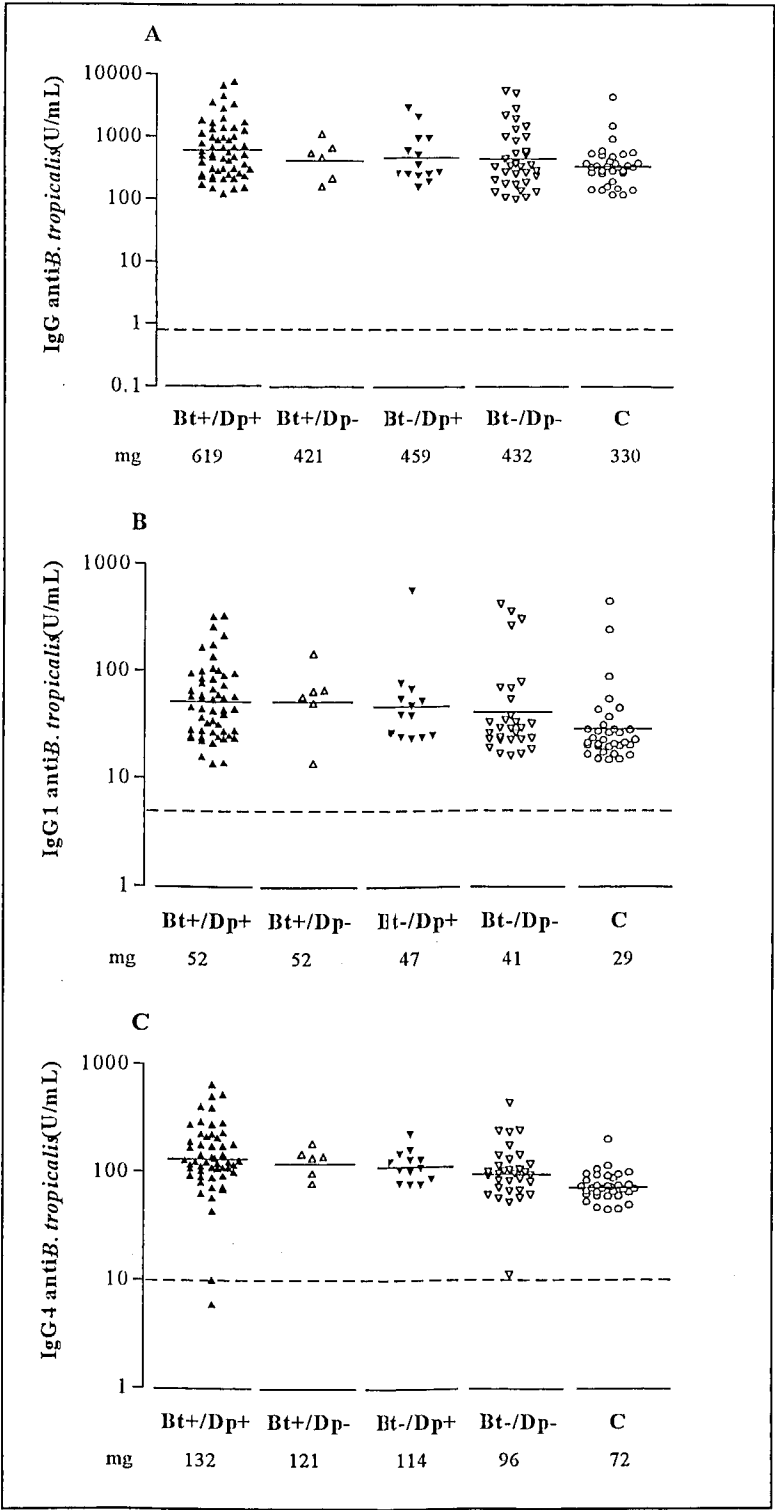 A
IgG anti B. tropicalis (U/mL)
10000
1000
100
10
1
0.1
Bt+/Dp+ Bt+/Dp- Bt-/Dp+ Bt-/Dp- C
mg 619 421 459 432 330
B
IgG1 anti B. tropicalis (U/mL)
1000
100
10
1
Bt+/Dp+ Bt+/Dp- Bt-/Dp+ Bt-/Dp- C
mg 52 52 47 41 29
C
IgG4 anti B. tropicalis (U/mL)
1000
100
10
1
Bt+/Dp+ Bt+/Dp- Bt-/Dp+ Bt-/Dp- C
mg 132 121 114 96 72